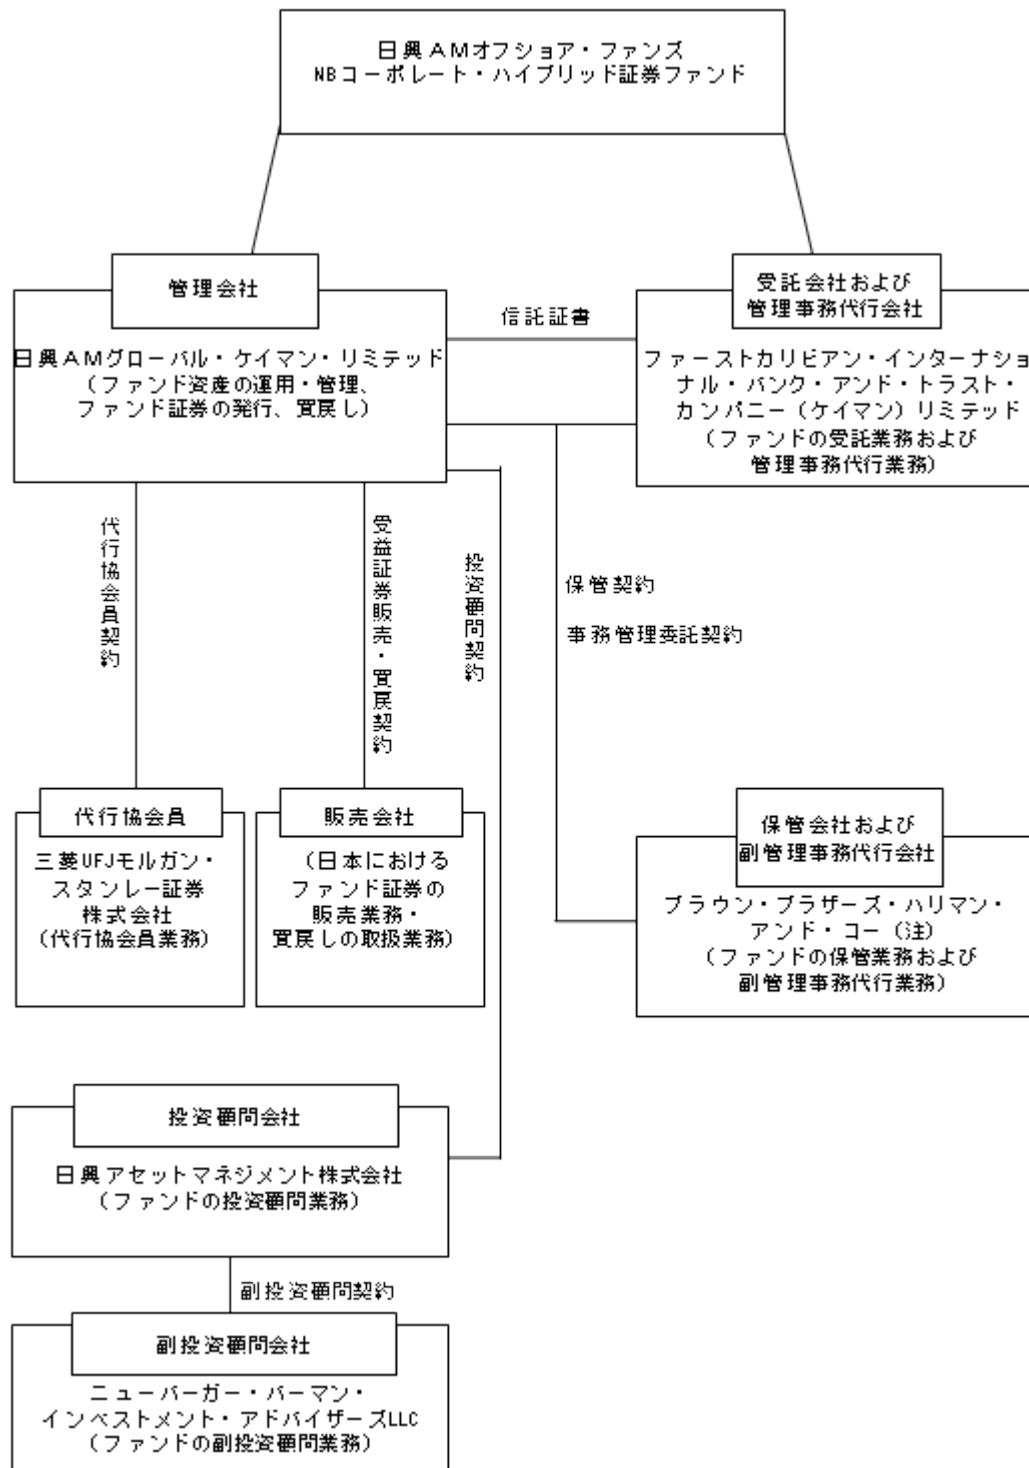 日興ＡＭオフショア・ファンズ
NBコーポレート・ハイブリッド証券ファンド
管理会社
日興ＡＭグローバル・ケイマン・リミテッド
（ファンド資産の運用・管理、
ファンド証券の発行、買戻し）
信託証書
受託会社および
管理事務代行会社
ファーストカリビアン・インターナショ
ナル・バンク・アンド・トラスト・
カンパニー（ケイマン）リミテッド
（ファンドの受託業務および
管理事務代行業務）
代行協会員契約
受益証券販売・買戻契約
投資顧問契約
保管契約
事務管理委託契約
代行協会員
三菱UFJモルガン・
スタンレー証券
株式会社
（代行協会員業務）
販売会社
（日本における
ファンド証券の
販売業務・
買戻しの取扱業務）
保管会社および
副管理事務代行会社
ブラウン・ブラザーズ・ハリマン・
アンド・コー（注）
（ファンドの保管業務および
副管理事務代行業務）
投資顧問会社
日興アセットマネジメント株式会社
（ファンドの投資顧問業務）
副投資顧問契約
副投資顧問会社
ニューバーガー・バーマン・
インベストメント・アドバイザーズLLC
（ファンドの副投資顧問業務）